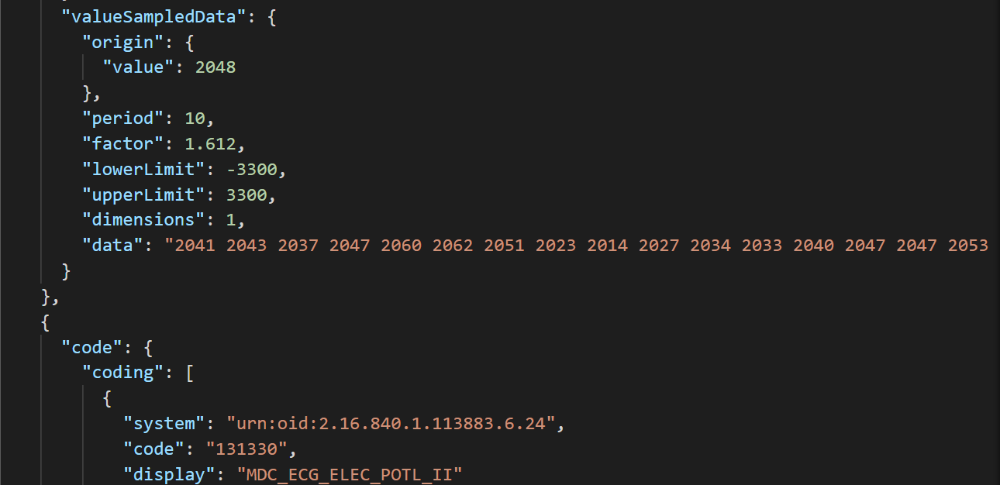 "valueSampledData": {
"origin": {
"value": 2048
},
"period": 10,
"factor": 1.612,
"lowerLimit": -3300,
"upperLimit": 3300,
"dimensions": 1,
"data": "2041 2043 2037 2047 2060 2062 2051 2023 2014 2027 2034 2033 2040 2047 2047 2053
}
},
{
"code": {
"coding": [
{
"system": "urn:oid:2.16.840.1.113883.6.24",
"code": "131330",
"display": "MDC_ECG_ELEC_POTL_II"